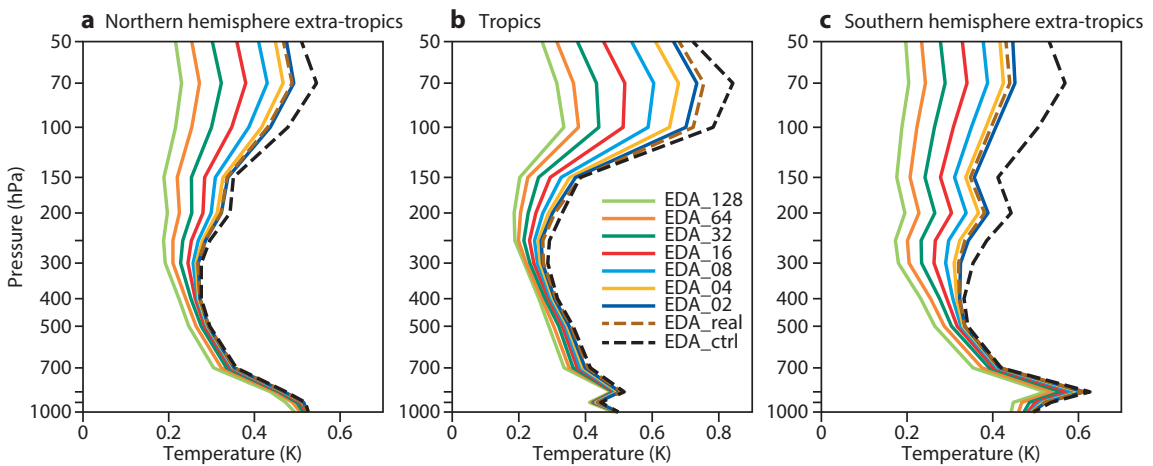 a Northern hemisphere extra-tropics
b Tropics
c Southern hemisphere extra-tropics
Pressure (hPa)
50
70
100
150
200
300
400
500
700
1000
0
0.2
0.4
0.6
Temperature (K)
50
70
100
150
200
300
400
500
700
1000
0
0.2
0.4
0.6
0.8
Temperature (K)
EDA_128
EDA_64
EDA_32
EDA_16
EDA_08
EDA_04
EDA_02
EDA_real
EDA_ctrl
50
70
100
150
200
300
400
500
700
1000
0
0.2
0.4
0.6
Temperature (K)